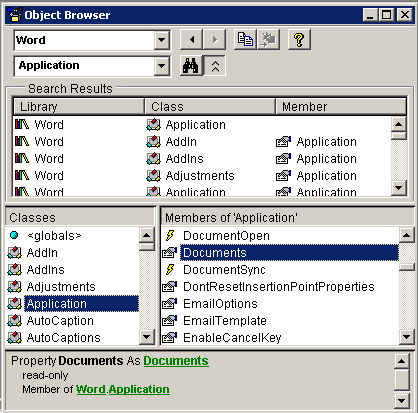 Object Browser
Word
Application
Search Results
Library Class Member
Word Application
Word AddIn Application
Word AddIns Application
Word Adjustments Application
Word Application Application
Classes
<globals>
AddIn
AddIns
Adjustments
Application
AutoCaption
AutoCaptions
Members of 'Application'
DocumentOpen
Documents
DocumentSync
DontResetInsertionPointProperties
EmailOptions
EmailTemplate
EnableCancelKey
Property Documents As Documents
read-only
Member of Word.Application